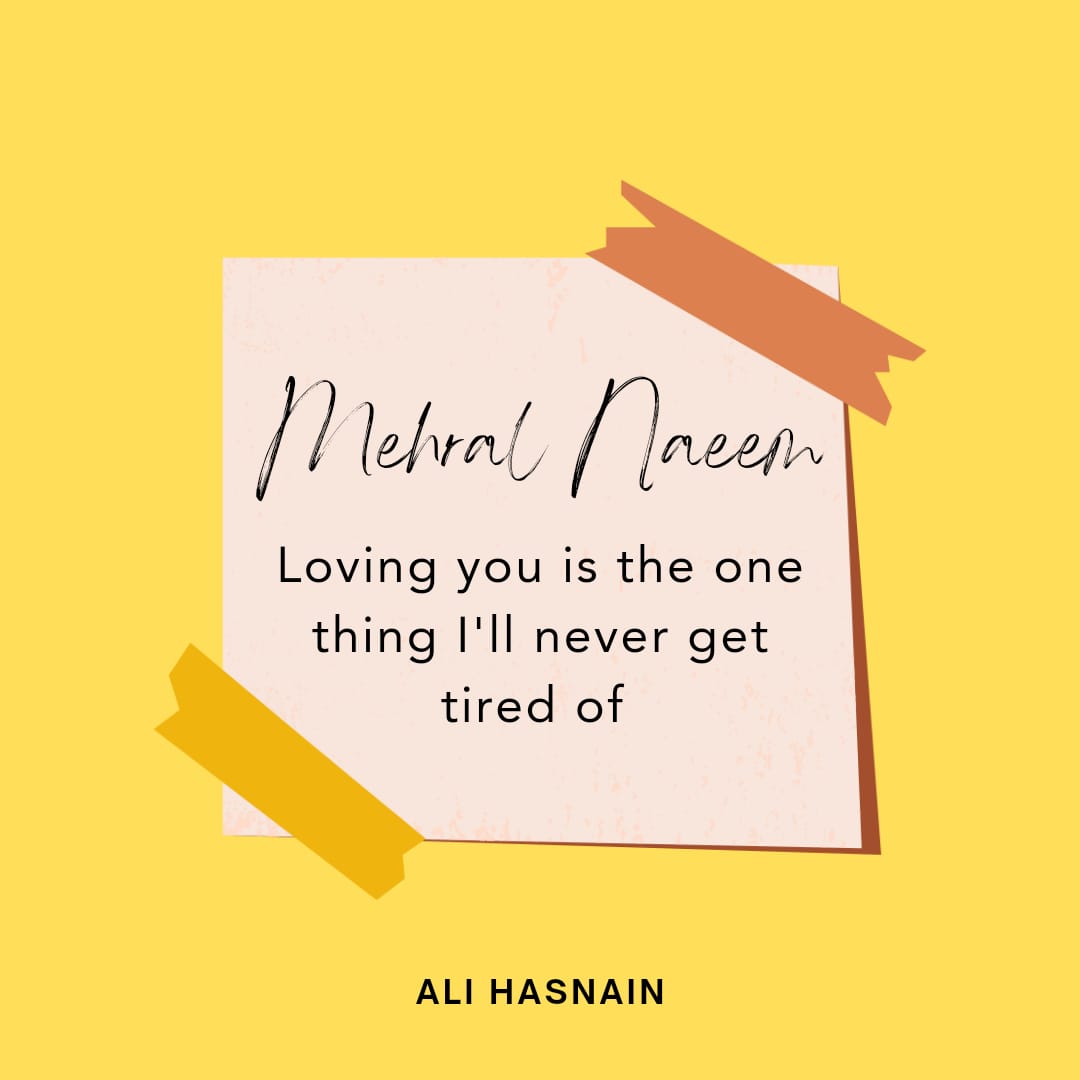 Mehral Naeem
Loving you is the one
thing I'll never get
tired of
ALI HASNAIN